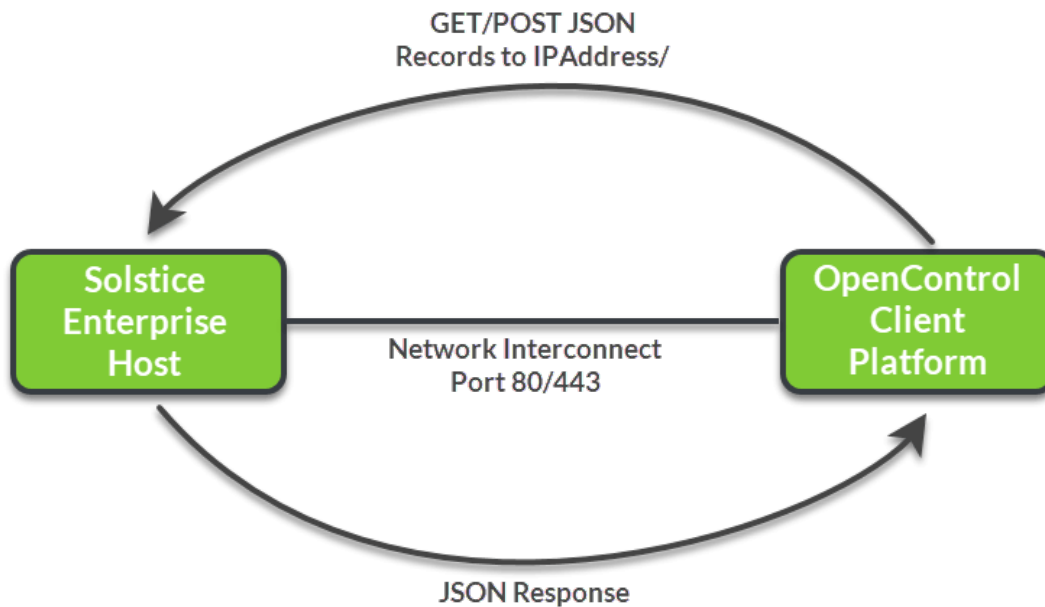 GET/POST JSON
Records to IPAddress/
Solstice
Enterprise
Host
OpenControl
Client
Platform
Network Interconnect
Port 80/443
JSON Response